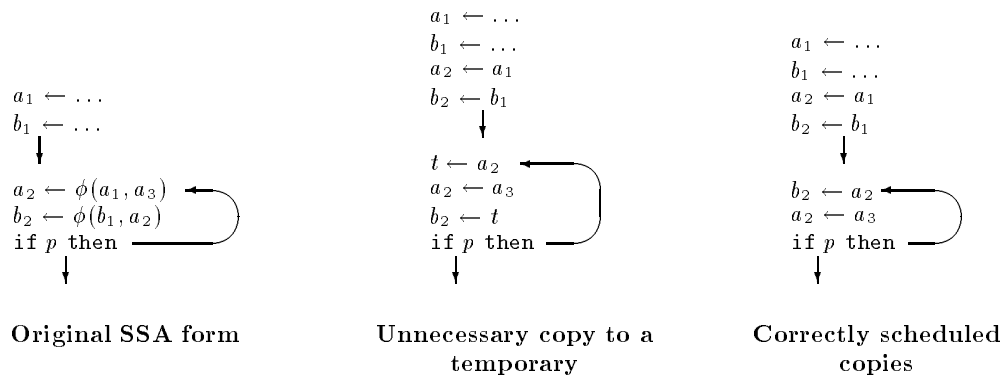 a₁ ← ...
b₁ ← ...
a₂ ← ϕ(a₁, a₃)
b₂ ← ϕ(b₁, a₂)
if p then
Original SSA form
a₁ ← ...
b₁ ← ...
a₂ ← a₁
b₂ ← b₁
t ← a₂
a₂ ← a₃
b₂ ← t
if p then
Unnecessary copy to a
temporary
a₁ ← ...
b₁ ← ...
a₂ ← a₁
b₂ ← b₁
b₂ ← a₂
a₂ ← a₃
if p then
Correctly scheduled
copies